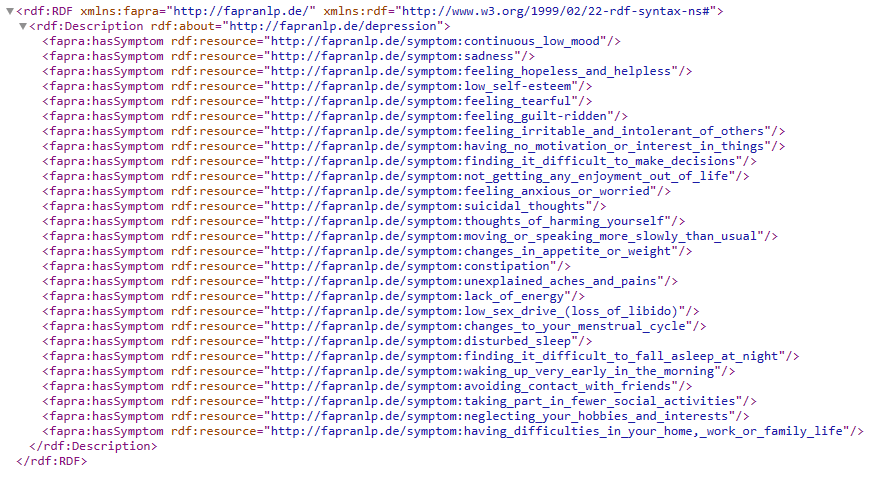 <rdf:RDF xmlns:fapra="http://fapranlp.de/" xmlns:rdf="http://www.w3.org/1999/02/22-rdf-syntax-ns#">
<rdf:Description rdf:about="http://fapranlp.de/depression">
<fapra:hasSymptom rdf:resource="http://fapranlp.de/symptom:continuous_low_mood"/>
<fapra:hasSymptom rdf:resource="http://fapranlp.de/symptom:sadness"/>
<fapra:hasSymptom rdf:resource="http://fapranlp.de/symptom:feeling_hopeless_and_helpless"/>
<fapra:hasSymptom rdf:resource="http://fapranlp.de/symptom:low_self-esteem"/>
<fapra:hasSymptom rdf:resource="http://fapranlp.de/symptom:feeling_tearful"/>
<fapra:hasSymptom rdf:resource="http://fapranlp.de/symptom:feeling_guilt-ridden"/>
<fapra:hasSymptom rdf:resource="http://fapranlp.de/symptom:feeling_irritable_and_intolerant_of_others"/>
<fapra:hasSymptom rdf:resource="http://fapranlp.de/symptom:having_no_motivation_or_interest_in_things"/>
<fapra:hasSymptom rdf:resource="http://fapranlp.de/symptom:finding_it_difficult_to_make_decisions"/>
<fapra:hasSymptom rdf:resource="http://fapranlp.de/symptom:not_getting_any_enjoyment_out_of_life"/>
<fapra:hasSymptom rdf:resource="http://fapranlp.de/symptom:feeling_anxious_or_worried"/>
<fapra:hasSymptom rdf:resource="http://fapranlp.de/symptom:suicidal_thoughts"/>
<fapra:hasSymptom rdf:resource="http://fapranlp.de/symptom:thoughts_of_harming_yourself"/>
<fapra:hasSymptom rdf:resource="http://fapranlp.de/symptom:moving_or_speaking_more_slowly_than_usual"/>
<fapra:hasSymptom rdf:resource="http://fapranlp.de/symptom:changes_in_appetite_or_weight"/>
<fapra:hasSymptom rdf:resource="http://fapranlp.de/symptom:constipation"/>
<fapra:hasSymptom rdf:resource="http://fapranlp.de/symptom:unexplained_aches_and_pains"/>
<fapra:hasSymptom rdf:resource="http://fapranlp.de/symptom:lack_of_energy"/>
<fapra:hasSymptom rdf:resource="http://fapranlp.de/symptom:low_sex_drive_(loss_of_libido)"/>
<fapra:hasSymptom rdf:resource="http://fapranlp.de/symptom:changes_to_your_menstrual_cycle"/>
<fapra:hasSymptom rdf:resource="http://fapranlp.de/symptom:disturbed_sleep"/>
<fapra:hasSymptom rdf:resource="http://fapranlp.de/symptom:finding_it_difficult_to_fall_asleep_at_night"/>
<fapra:hasSymptom rdf:resource="http://fapranlp.de/symptom:waking_up_very_early_in_the_morning"/>
<fapra:hasSymptom rdf:resource="http://fapranlp.de/symptom:avoiding_contact_with_friends"/>
<fapra:hasSymptom rdf:resource="http://fapranlp.de/symptom:taking_part_in_fewer_social_activities"/>
<fapra:hasSymptom rdf:resource="http://fapranlp.de/symptom:neglecting_your_hobbies_and_interests"/>
<fapra:hasSymptom rdf:resource="http://fapranlp.de/symptom:having_difficulties_in_your_home,_work_or_family_life"/>
</rdf:Description>
</rdf:RDF>